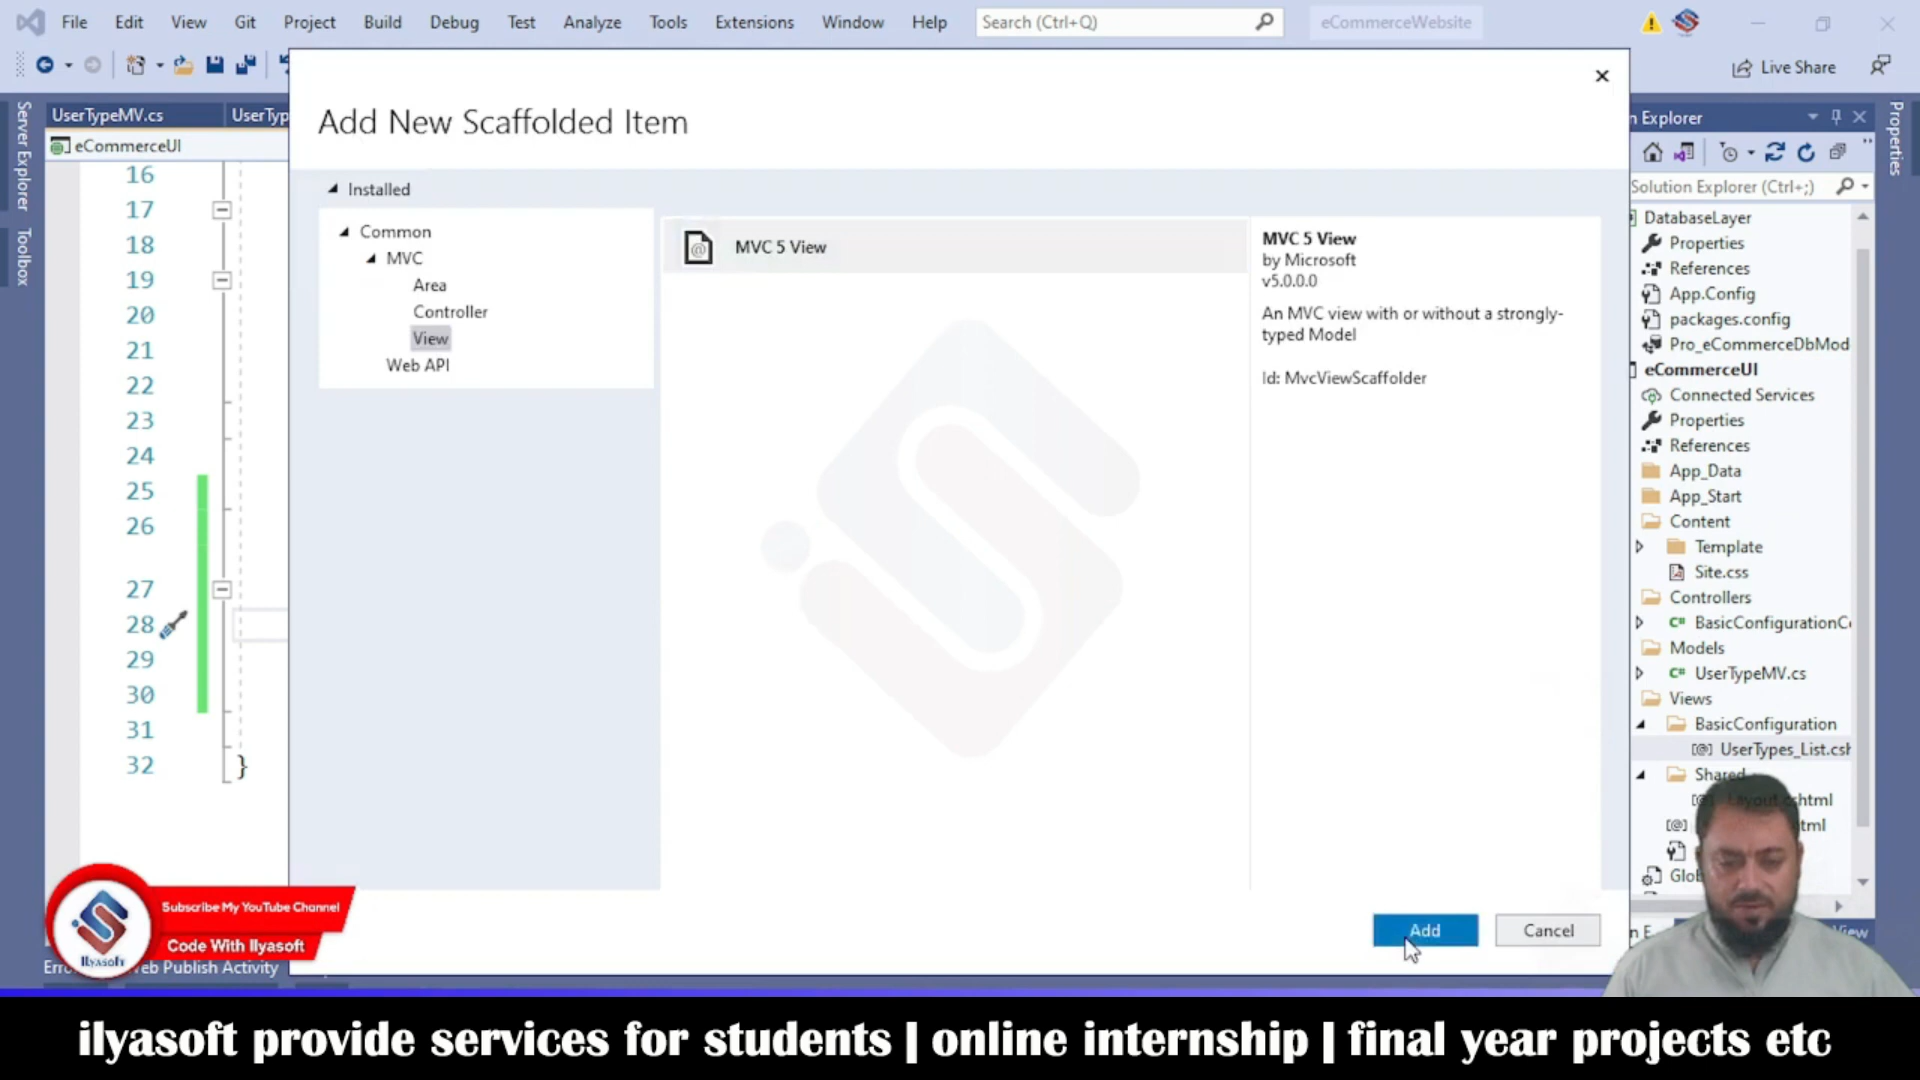 File Edit View Git Project Build Debug Test Analyze Tools Extensions Window Help Search (Ctrl+Q) eCommerceWebsite
Live Share
Server Explorer
Toolbox
UserTypeMV.cs UserTyp
eCommerceUI
16
17
18
19
20
21
22
23
24
25
26
27
28
29
30
31
32 }
Add New Scaffolded Item
Installed
Common
MVC
Area
Controller
View
Web API
MVC 5 View
MVC 5 View
by Microsoft
v5.0.0.0
An MVC view with or without a strongly-
typed Model
Id: MvcViewScaffolder
Add Cancel
n Explorer
Solution Explorer (Ctrl+;)
DatabaseLayer
Properties
References
App.Config
packages.config
Pro_eCommerceDbMod
eCommerceUI
Connected Services
Properties
References
App_Data
App_Start
Content
Template
Site.css
Controllers
BasicConfigurationC
Models
UserTypeMV.cs
Views
BasicConfiguration
UserTypes_List.csh
Shared
Properties
Subscribe My YouTube Channel
Code With Ilyasoft
Ilyasoft
Publish Activity
ilyasoft provide services for students | online internship | final year projects etc